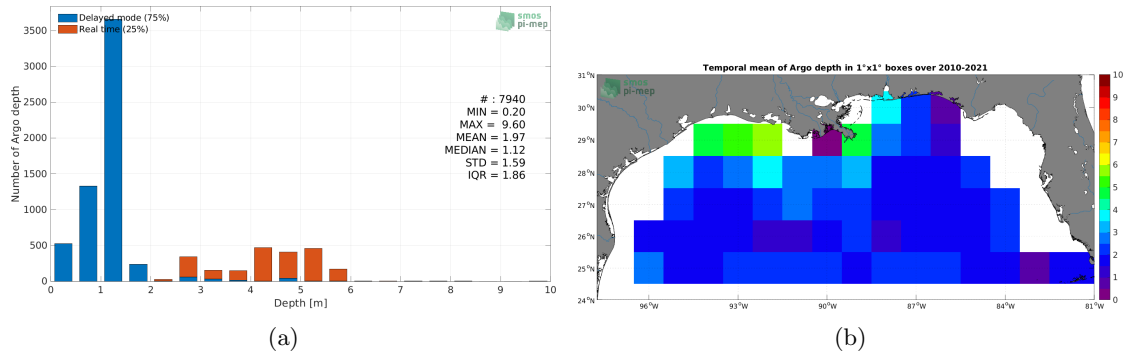 Delayed mode (75%)
Real time (25%)
smos
pi-mep
# : 7940
MIN = 0.20
MAX = 9.60
MEAN = 1.97
MEDIAN = 1.12
STD = 1.59
IQR = 1.86
Number of Argo depth
3500
3000
2500
2000
1500
1000
500
0
0 1 2 3 4 5 6 7 8 9 10
Depth [m]
(a)
Temporal mean of Argo depth in 1°x1° boxes over 2010-2021
smos
pi-mep
31°N
30°N
29°N
28°N
27°N
26°N
25°N
24°N
96°W 93°W 90°W 87°W 84°W 81°W
10
9
8
7
6
5
4
3
2
1
0
(b)